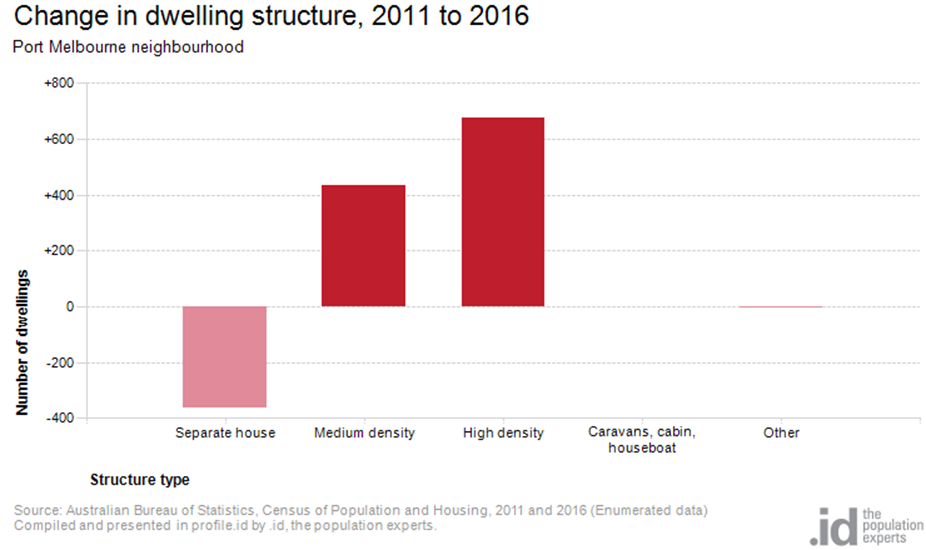 Change in dwelling structure, 2011 to 2016
Port Melbourne neighbourhood
+800
+600
+400
+200
0
-200
-400
Number of dwellings
Separate house
Medium density
High density
Caravans, cabin,
houseboat
Other
Structure type
Source: Australian Bureau of Statistics, Census of Population and Housing, 2011 and 2016 (Enumerated data)
Compiled and presented in profile.id by .id, the population experts.
.id the
population
experts